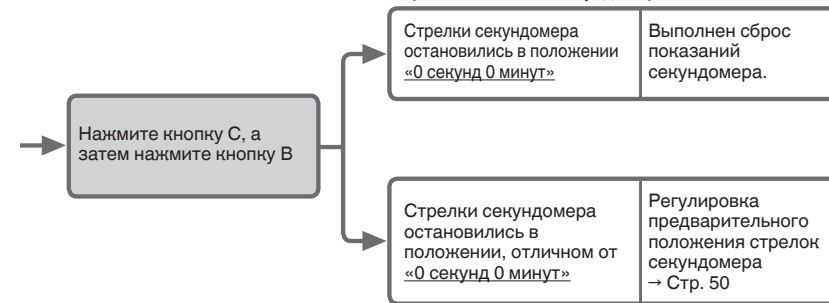 Нажмите кнопку C, а
затем нажмите кнопку B
Стрелки секундомера
остановились в положении
«0 секунд 0 минут»
Выполнен сброс
показаний
секундомера.
Стрелки секундомера
остановились в
положении, отличном от
«0 секунд 0 минут»
Регулировка
предварительного
положения стрелок
секундомера
→ Стр. 50